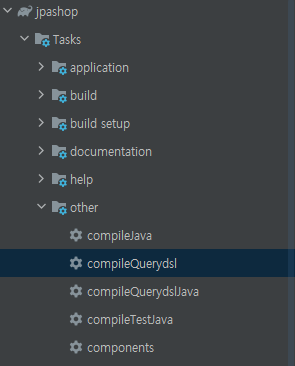 jpashop
Tasks
application
build
build setup
documentation
help
other
compileJava
compileQuerydsl
compileQuerydslJava
compileTestJava
components